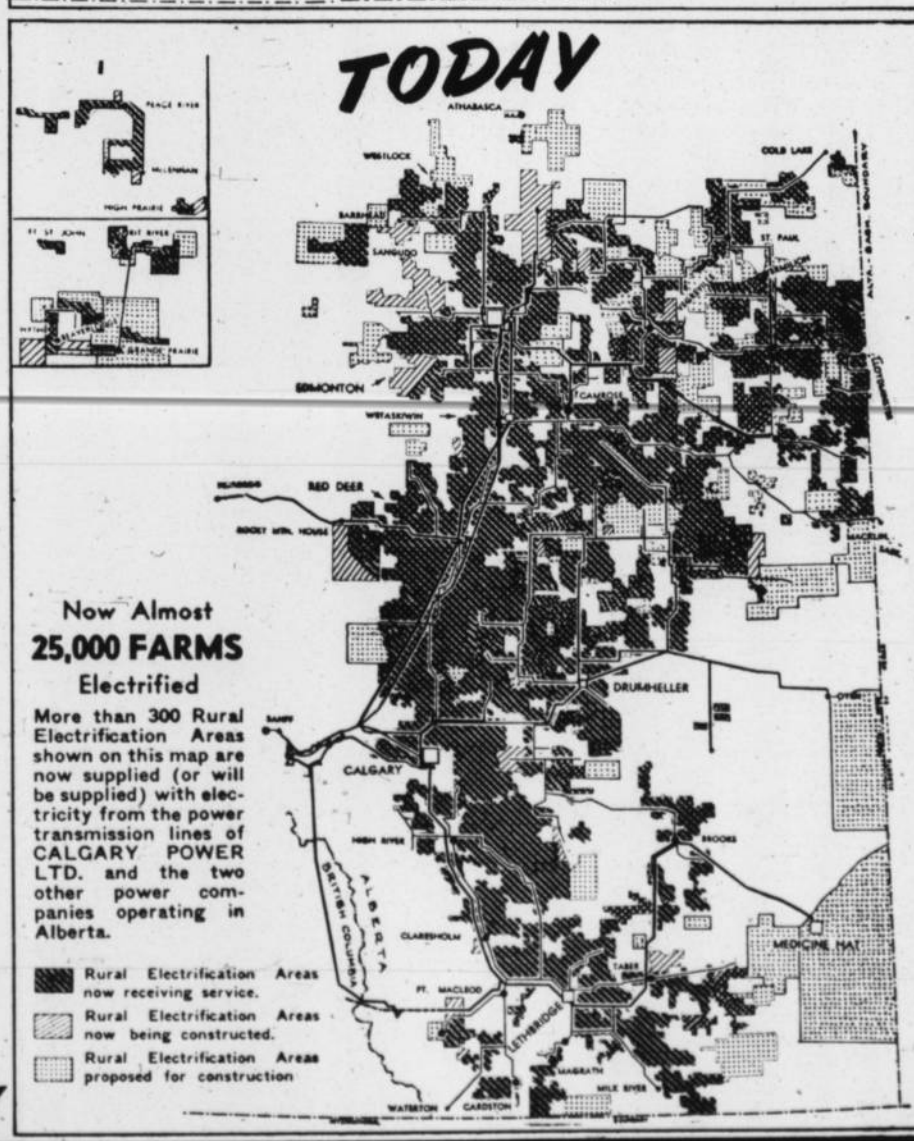 TODAY
PEACE RIVER
HIGH PRAIRIE
FT ST JOHN
BEAVERLODGE
GRANDE PRAIRIE
ATHABASCA
WESTLOCK
COLD LAKE
BARRHEAD
SANGUDO
ST. PAUL
EDMONTON
CAMROSE
WETASKIWIN
RED DEER
ROCKY MTN. HOUSE
MACKLIN
SASK
Now Almost
25,000 FARMS
Electrified
More than 300 Rural
Electrification Areas
shown on this map are
now supplied (or will
be supplied) with elec-
tricity from the power
transmission lines of
CALGARY POWER
LTD. and the two
other power com-
panies operating in
Alberta.
DRUMHELLER
BANFF
CALGARY
HIGH RIVER
BROOKS
ALBERTA
BRITISH COLUMBIA
CLARESHOLM
MEDICINE HAT
TABER
FT. MACLEOD
LETHBRIDGE
MAGRATH
MILK RIVER
WATERTON
CARDSTON
Rural Electrification Areas
now receiving service.
Rural Electrification Areas
now being constructed.
Rural Electrification Areas
proposed for construction